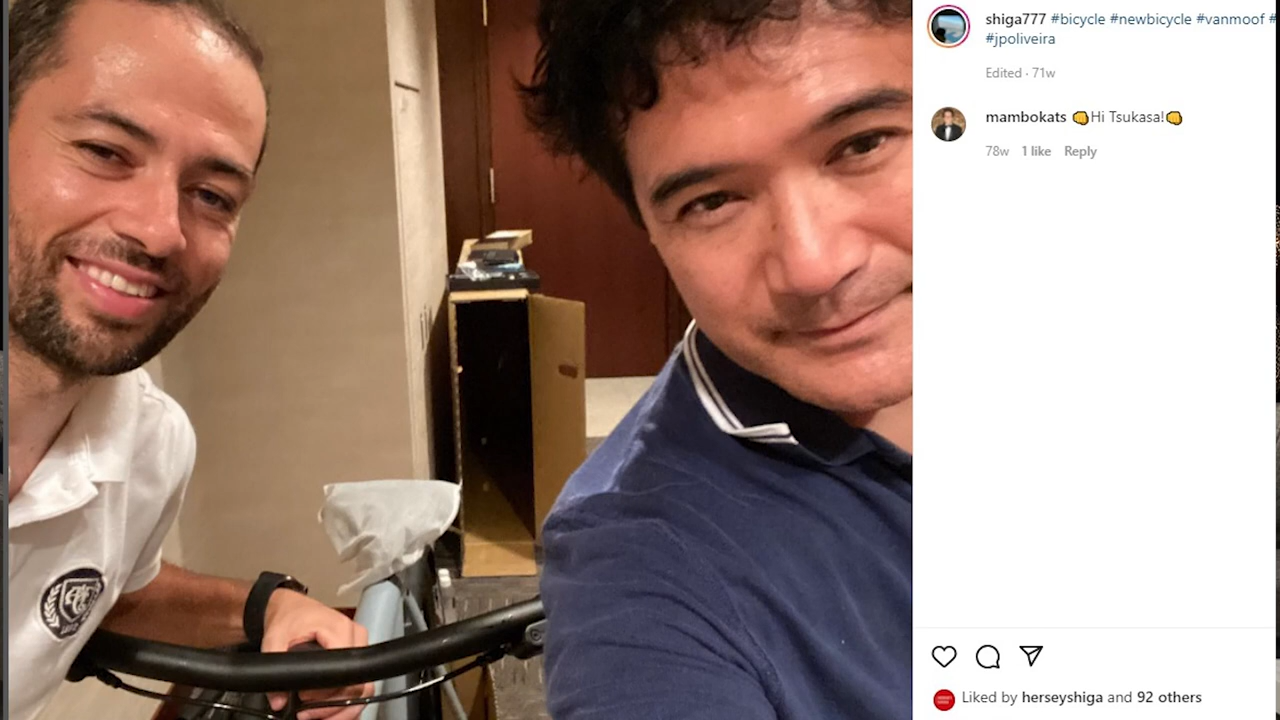 shiga777 #bicycle #newbicycle #vanmoof #
#jpoliveira
Edited · 71w
mambokats 👊Hi Tsukasa!👊
78w 1 like Reply
Liked by herseyshiga and 92 others